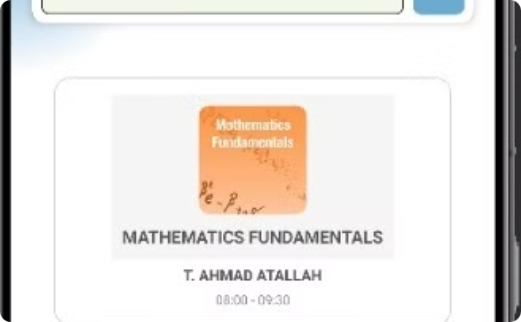 Mathematics
Fundamentals
MATHEMATICS FUNDAMENTALS
T. AHMAD ATALLAH
08:00 - 09:30